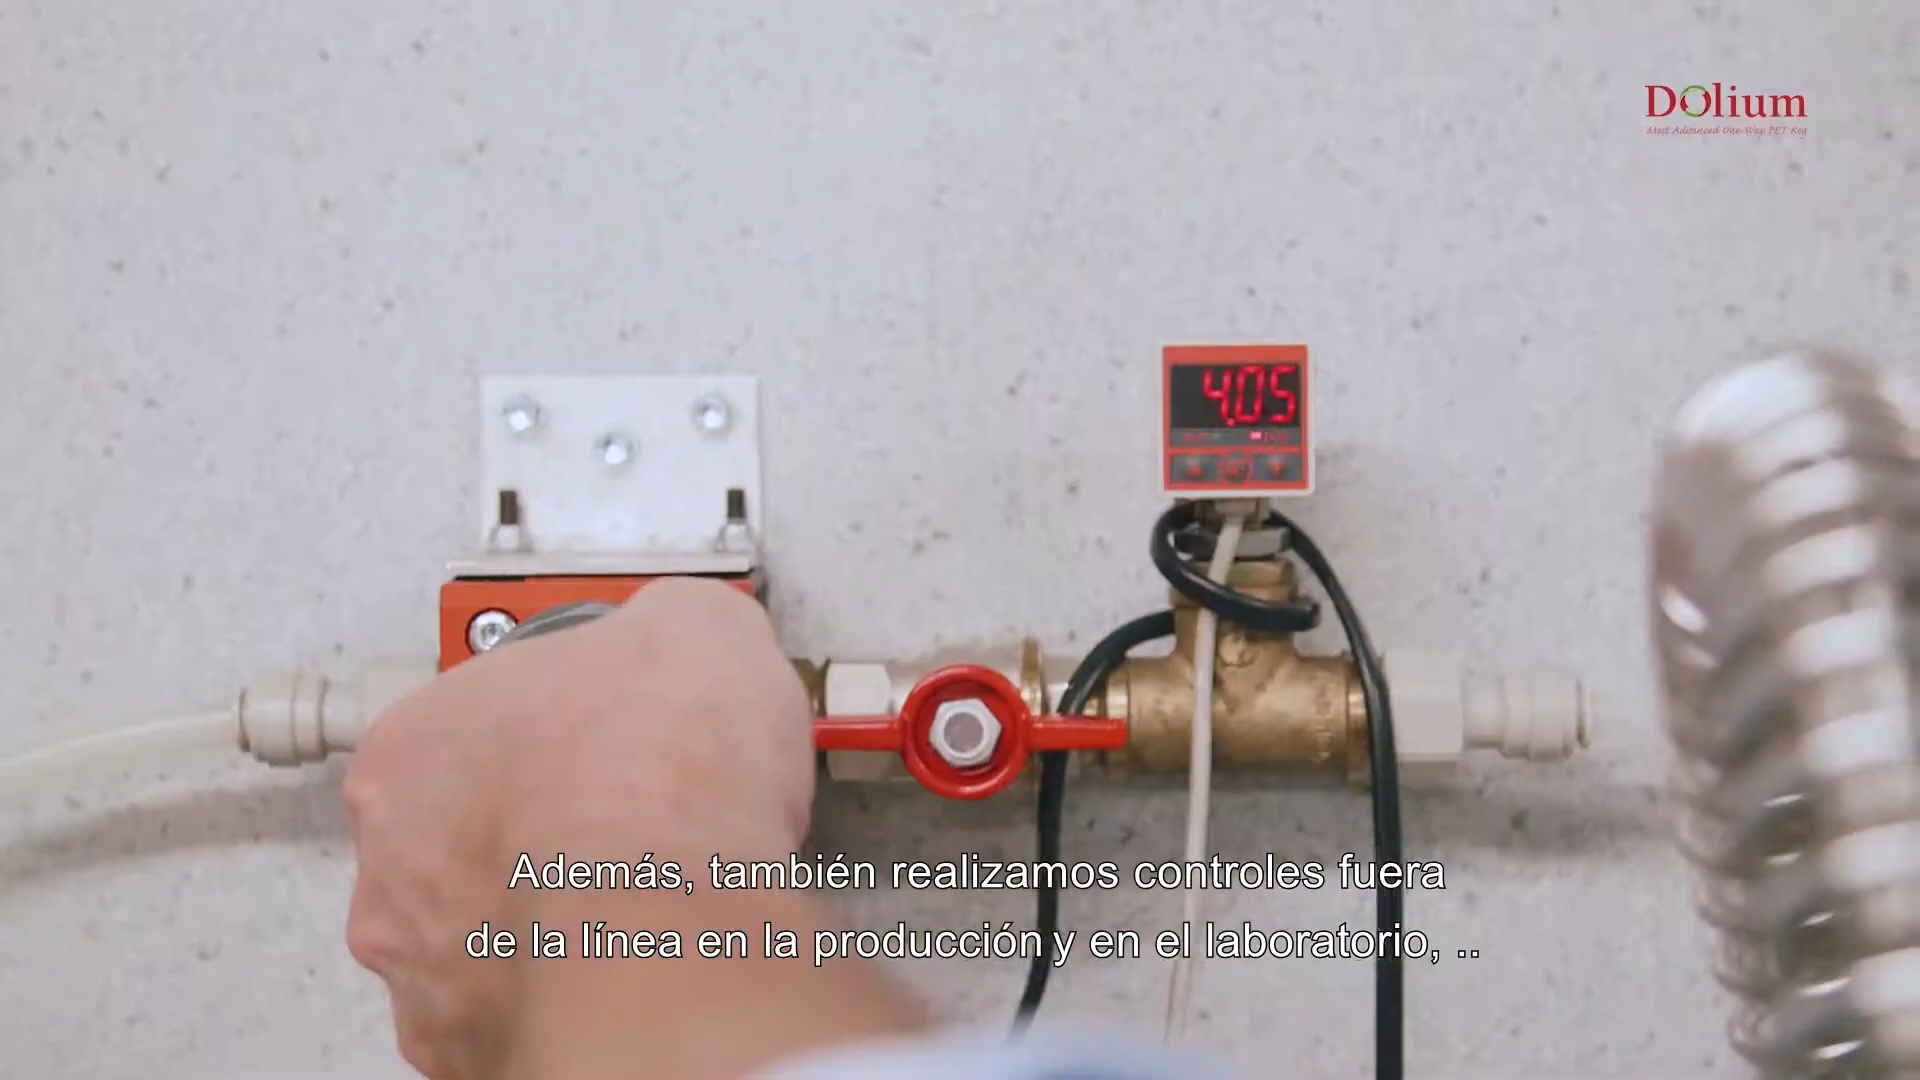 DOlium
Most Advanced One-Way PET Keg
4.05
Además, también realizamos controles fuera
de la línea en la producción y en el laboratorio, ..